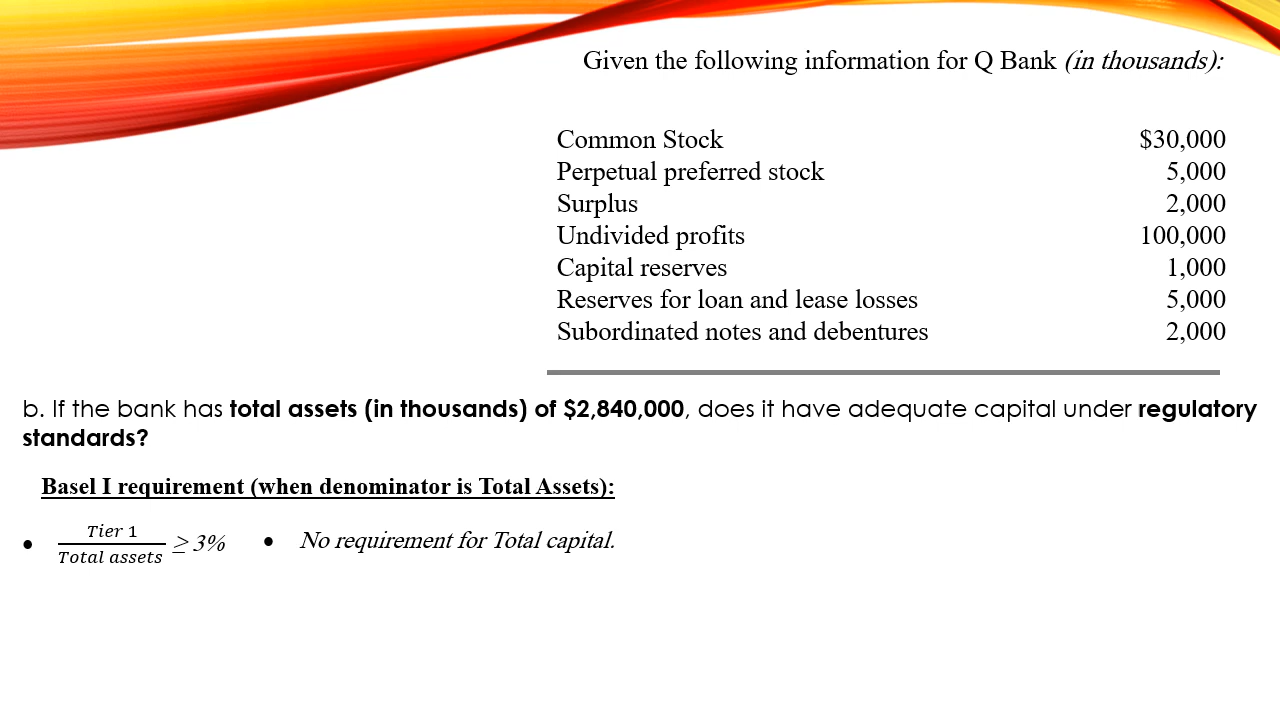 Given the following information for Q Bank (in thousands):
Common Stock $30,000
Perpetual preferred stock 5,000
Surplus 2,000
Undivided profits 100,000
Capital reserves 1,000
Reserves for loan and lease losses 5,000
Subordinated notes and debentures 2,000
b. If the bank has total assets (in thousands) of $2,840,000, does it have adequate capital under regulatory
standards?
Basel I requirement (when denominator is Total Assets):
• Tier 1 / Total assets ≥ 3% • No requirement for Total capital.